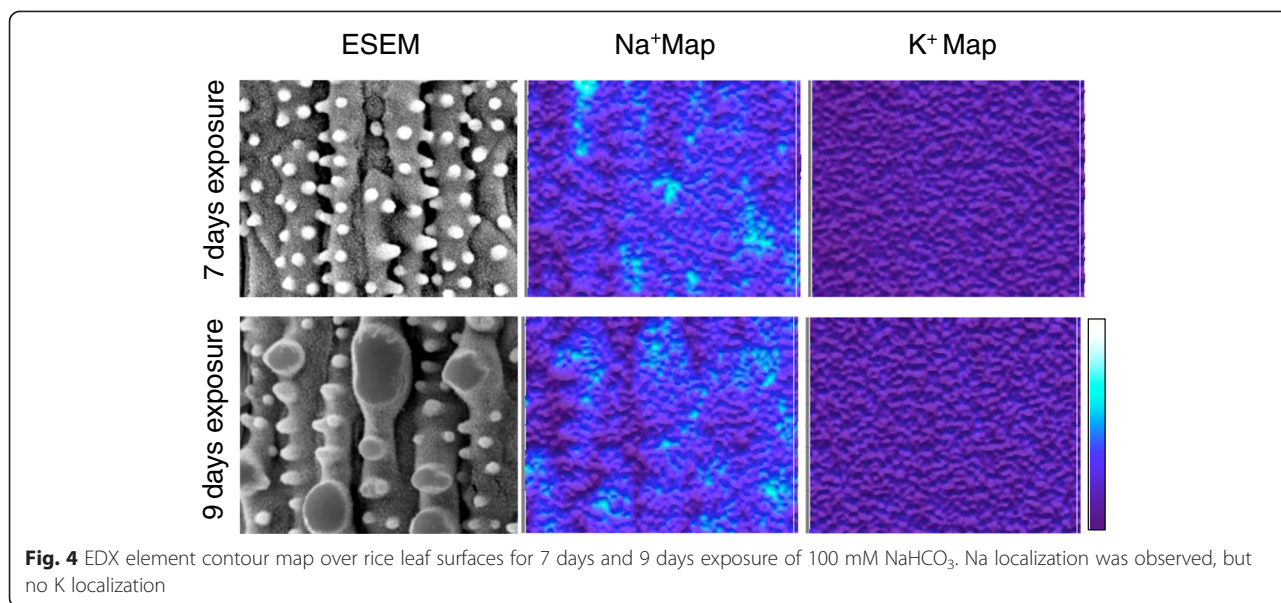 ESEM Na⁺Map K⁺ Map
7 days exposure
9 days exposure
Fig. 4 EDX element contour map over rice leaf surfaces for 7 days and 9 days exposure of 100 mM NaHCO₃. Na localization was observed, but
no K localization